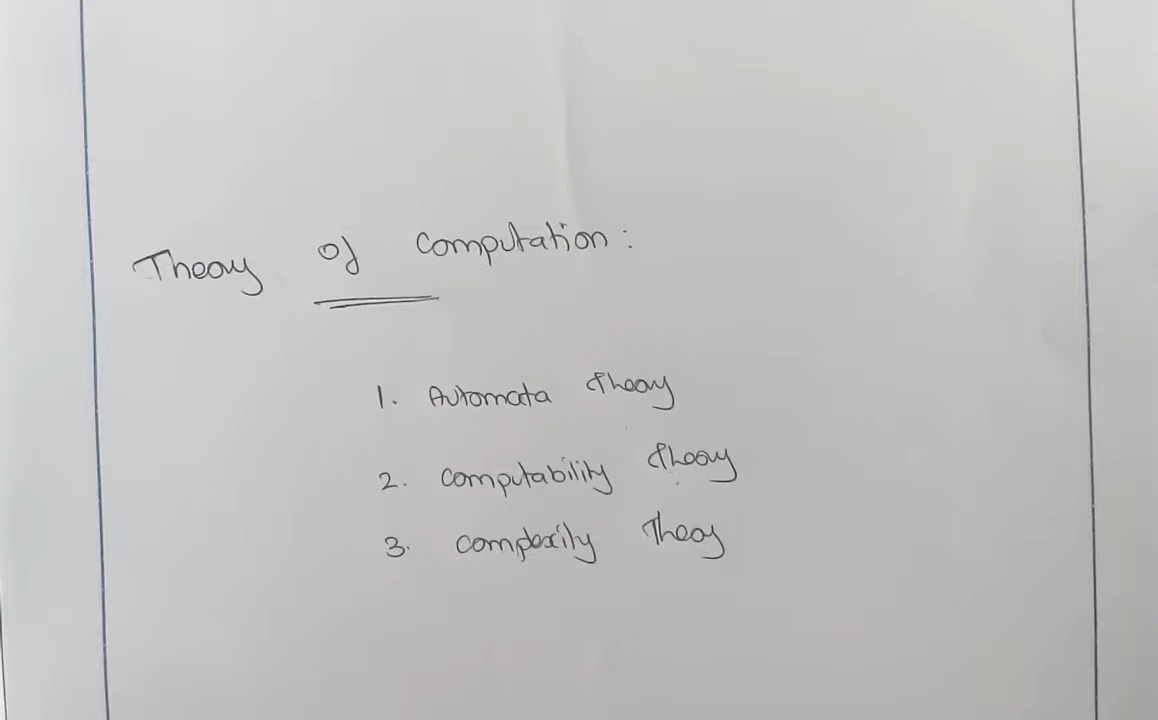 Theory of Computation :
1. Automata Theory
2. Computability Theory
3. Complexity Theory